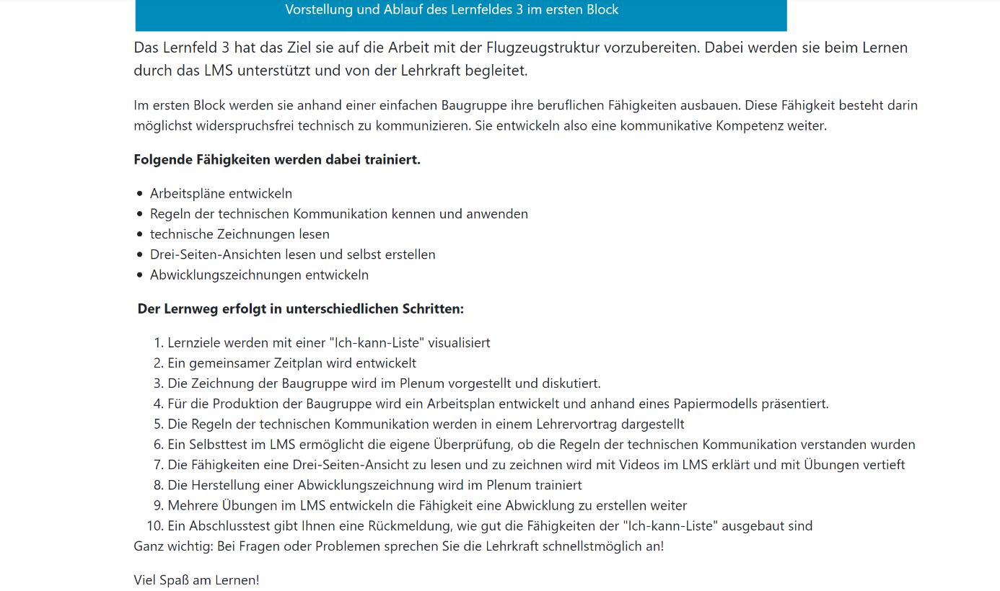 Vorstellung und Ablauf des Lernfeldes 3 im ersten Block
Das Lernfeld 3 hat das Ziel sie auf die Arbeit mit der Flugzeugstruktur vorzubereiten. Dabei werden sie beim Lernen
durch das LMS unterstützt und von der Lehrkraft begleitet.
Im ersten Block werden sie anhand einer einfachen Baugruppe ihre beruflichen Fähigkeiten ausbauen. Diese Fähigkeit besteht darin
möglichst widerspruchsfrei technisch zu kommunizieren. Sie entwickeln also eine kommunikative Kompetenz weiter.
Folgende Fähigkeiten werden dabei trainiert.
• Arbeitspläne entwickeln
• Regeln der technischen Kommunikation kennen und anwenden
• technische Zeichnungen lesen
• Drei-Seiten-Ansichten lesen und selbst erstellen
• Abwicklungszeichnungen entwickeln
Der Lernweg erfolgt in unterschiedlichen Schritten:
1. Lernziele werden mit einer "Ich-kann-Liste" visualisiert
2. Ein gemeinsamer Zeitplan wird entwickelt
3. Die Zeichnung der Baugruppe wird im Plenum vorgestellt und diskutiert.
4. Für die Produktion der Baugruppe wird ein Arbeitsplan entwickelt und anhand eines Papiermodells präsentiert.
5. Die Regeln der technischen Kommunikation werden in einem Lehrervortrag dargestellt
6. Ein Selbsttest im LMS ermöglicht die eigene Überprüfung, ob die Regeln der technischen Kommunikation verstanden wurden
7. Die Fähigkeiten eine Drei-Seiten-Ansicht zu lesen und zu zeichnen wird mit Videos im LMS erklärt und mit Übungen vertieft
8. Die Herstellung einer Abwicklungszeichnung wird im Plenum trainiert
9. Mehrere Übungen im LMS entwickeln die Fähigkeit eine Abwicklung zu erstellen weiter
10. Ein Abschlusstest gibt Ihnen eine Rückmeldung, wie gut die Fähigkeiten der "Ich-kann-Liste" ausgebaut sind
Ganz wichtig: Bei Fragen oder Problemen sprechen Sie die Lehrkraft schnellstmöglich an!
Viel Spaß am Lernen!